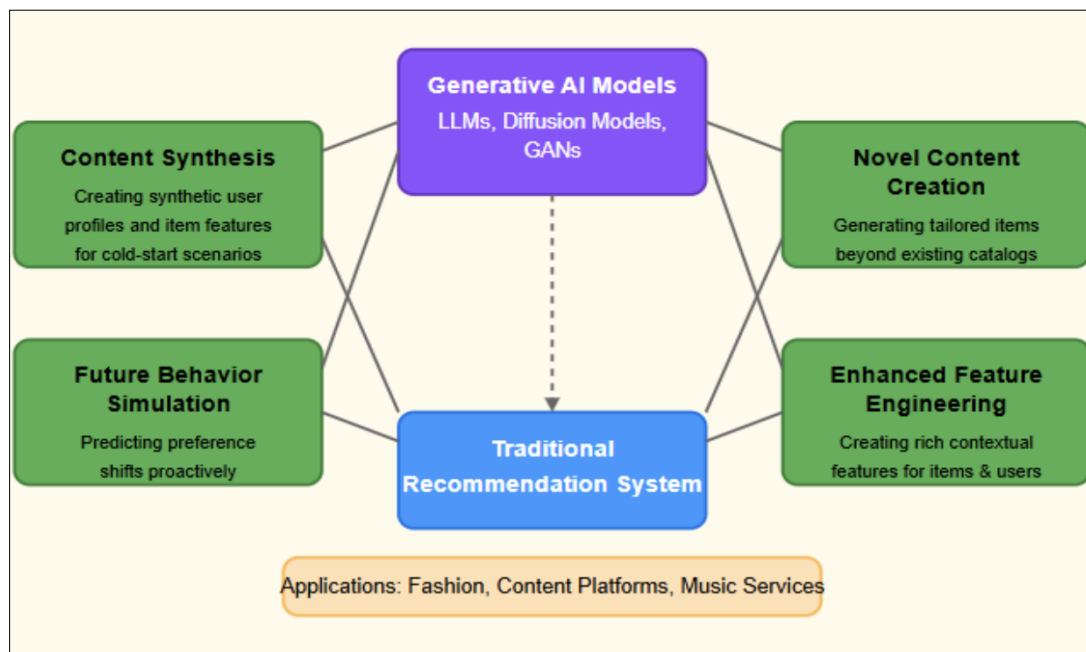 Generative AI Models
LLMs, Diffusion Models,
GANs
Content Synthesis
Creating synthetic user
profiles and item features
for cold-start scenarios
Novel Content
Creation
Generating tailored items
beyond existing catalogs
Future Behavior
Simulation
Predicting preference
shifts proactively
Enhanced Feature
Engineering
Creating rich contextual
features for items & users
Traditional
Recommendation System
Applications: Fashion, Content Platforms, Music Services